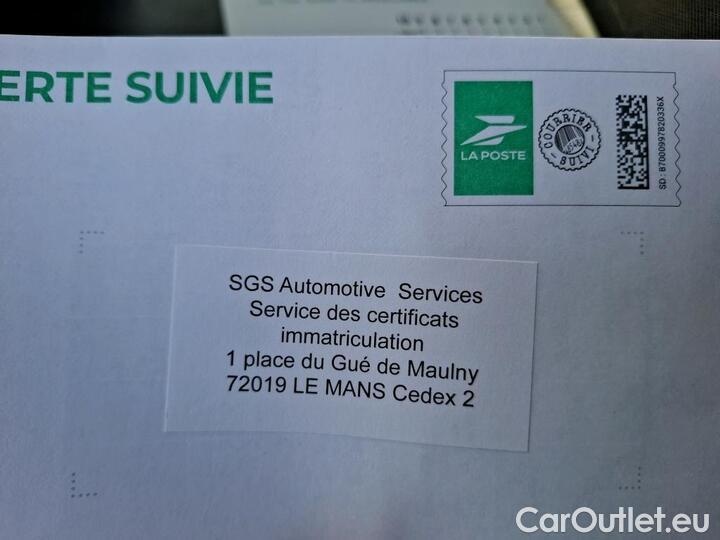 ERTE SUIVIE
LA POSTE
COURRIER
SUIVI
SD : B7000997820336X
SGS Automotive Services
Service des certificats
immatriculation
1 place du Gué de Maulny
72019 LE MANS Cedex 2
CarOutlet.eu